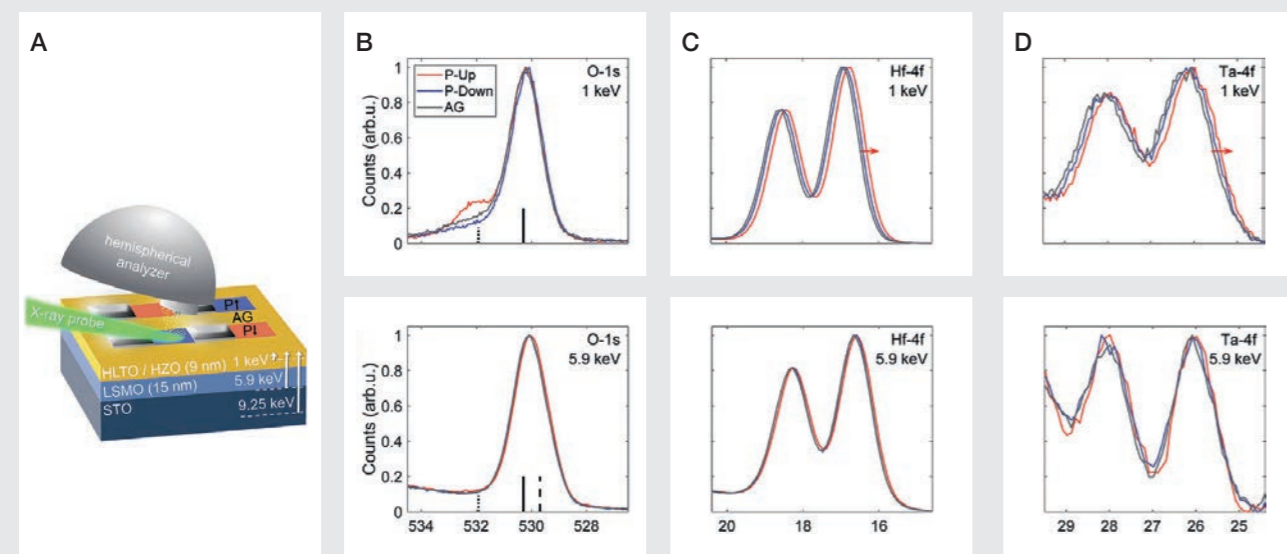 A
hemispherical
analyzer
X-ray probe
P↑
AG
P↓
HLTO / HZO (9 nm) 1 keV
LSMO (15 nm) 5.9 keV
STO
9.25 keV
B
Counts (arb.u.)
1
0.8
0.6
0.4
0.2
0
P-Up
P-Down
AG
O-1s
1 keV
Counts (arb.u.)
1
0.8
0.6
0.4
0.2
0
O-1s
5.9 keV
534 532 530 528
C
Hf-4f
1 keV
Hf-4f
5.9 keV
20 18 16
D
Ta-4f
1 keV
Ta-4f
5.9 keV
29 28 27 26 25